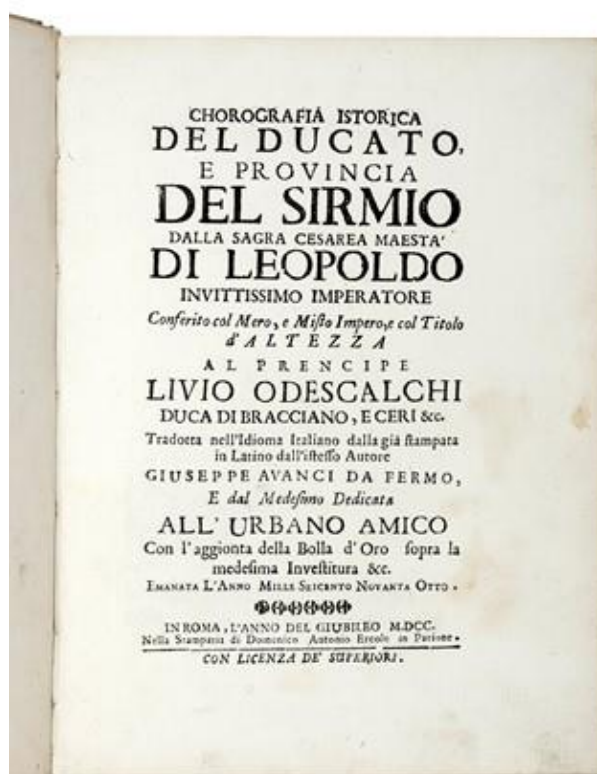 CHOROGRAFIA ISTORICA
DEL DUCATO,
E PROVINCIA
DEL SIRMIO
DALLA SAGRA CESAREA MAESTA'
DI LEOPOLDO
INVITTISSIMO IMPERATORE
Conferito col Mero, e Miſto Impero, e col Titolo
d'ALTEZZA
AL PRENCIPE
LIVIO ODESCALCHI
DUCA DI BRACCIANO, E CERI &c.
Tradotta nell'Idioma Italiano dalla già ſtampata
in Latino dall'iſteſſo Autore
GIUSEPPE AVANCI DA FERMO,
E dal Medeſimo Dedicata
ALL' URBANO AMICO
Con l'aggionta della Bolla d'Oro ſopra la
medeſima Inveſtitura &c.
EMANATA L'ANNO MILLE SEICENTO NOVANTA OTTO.
IN ROMA, L'ANNO DEL GIUBILEO M.DCC.
Nella Stamperia di Domenico Antonio Ercole in Parione.
CON LICENZA DE' SUPERIORI.